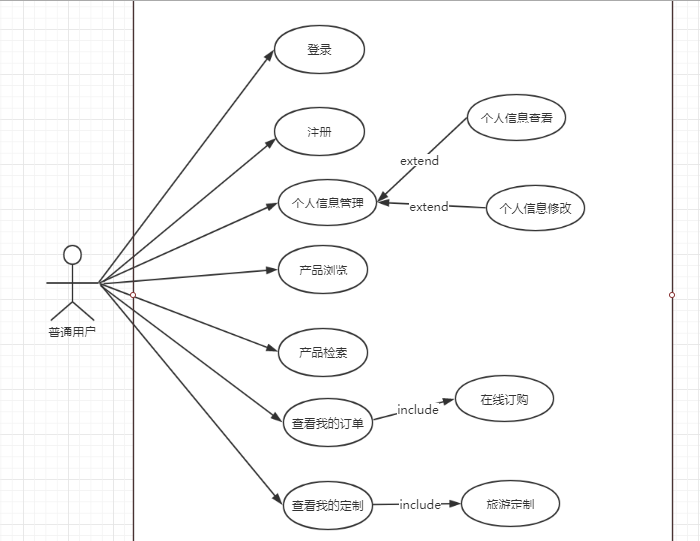 登录
个人信息查看
注册
extend
个人信息管理
extend
个人信息修改
产品浏览
普通用户
产品检索
查看我的订单
include
在线订购
查看我的定制
include
旅游定制